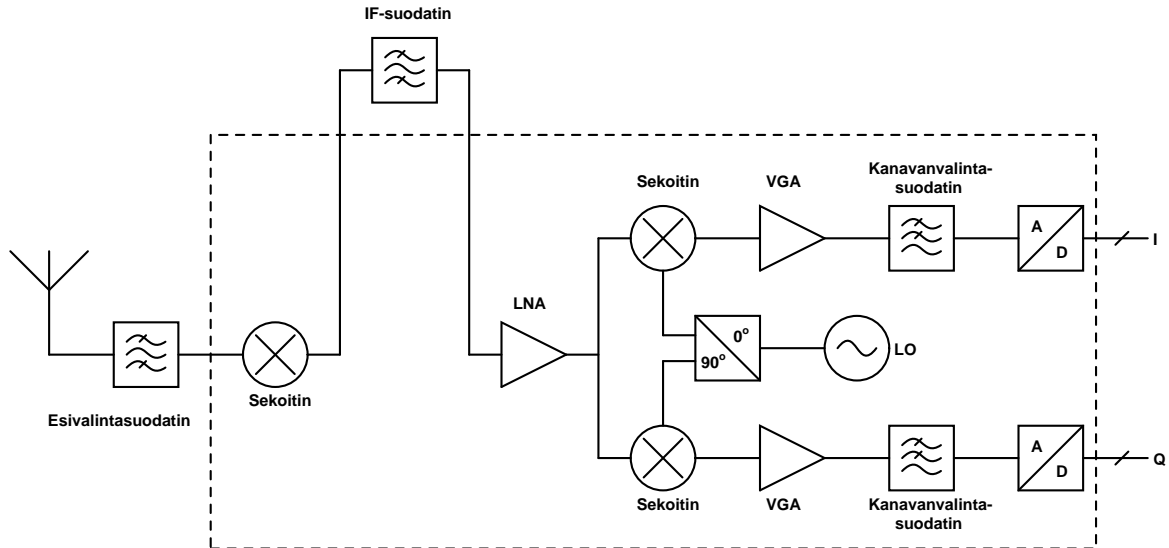 IF-suodatin
Sekoitin
VGA
Kanavanvalinta-
suodatin
A
D
I
LNA
0°
90°
LO
Esivalintasuodatin
Sekoitin
A
D
Q
Sekoitin
VGA
Kanavanvalinta-
suodatin